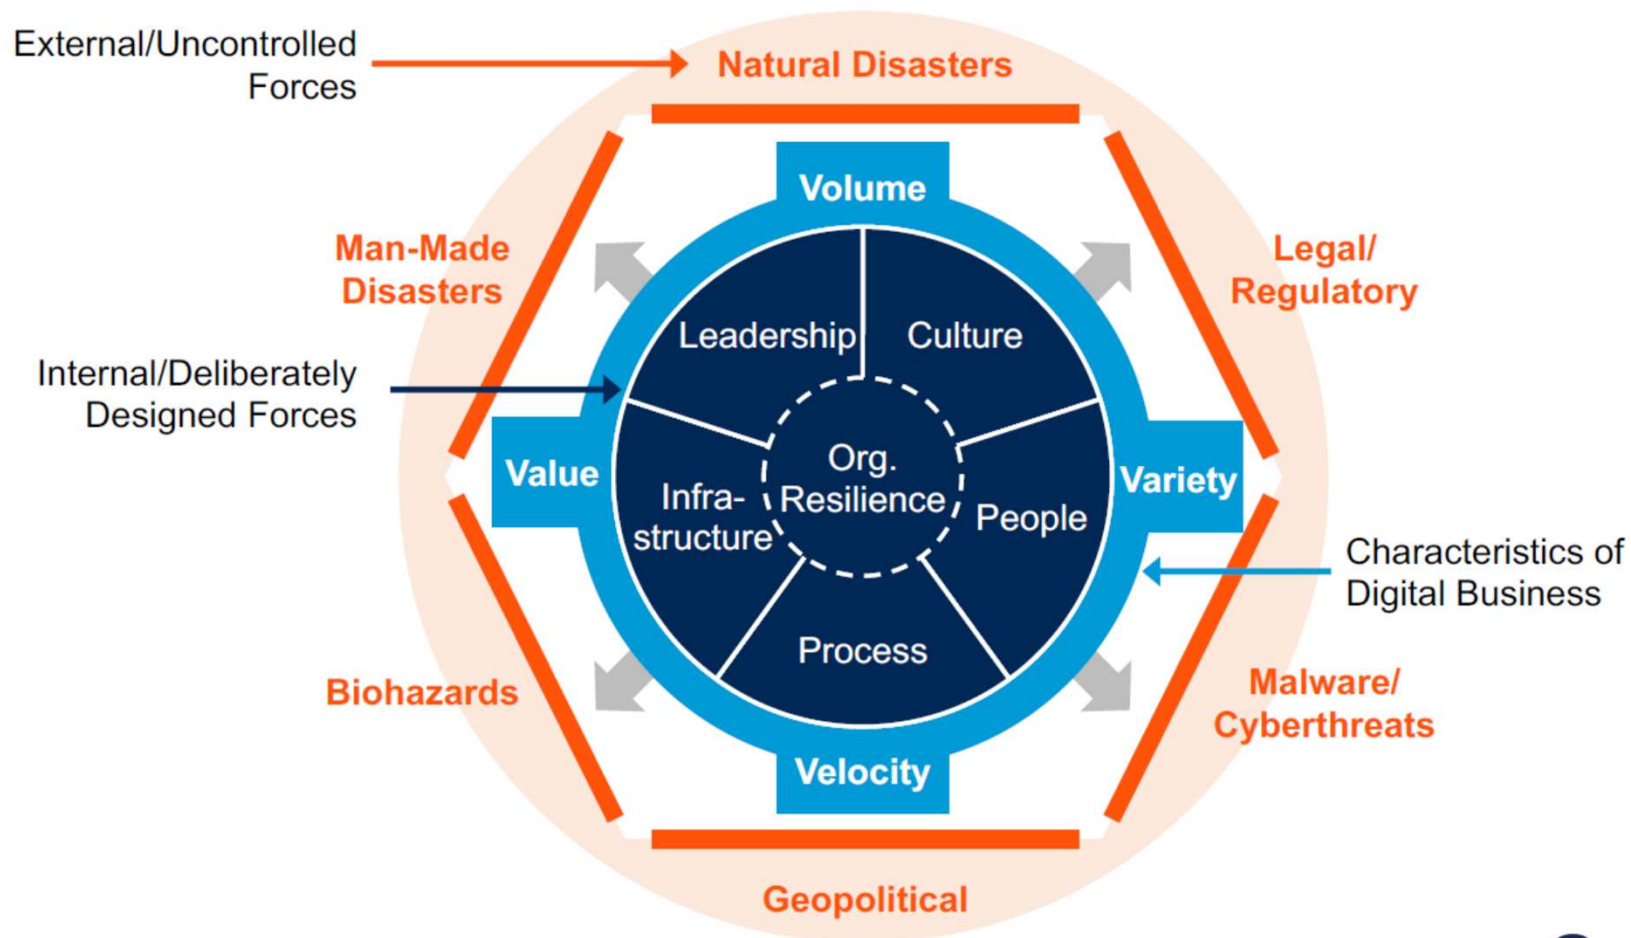 External/Uncontrolled
Forces
Natural Disasters
Volume
Man-Made
Disasters
Legal/
Regulatory
Leadership
Culture
Internal/Deliberately
Designed Forces
Value
Org.
Resilience
Variety
Infra-
structure
People
Characteristics of
Digital Business
Process
Biohazards
Malware/
Cyberthreats
Velocity
Geopolitical